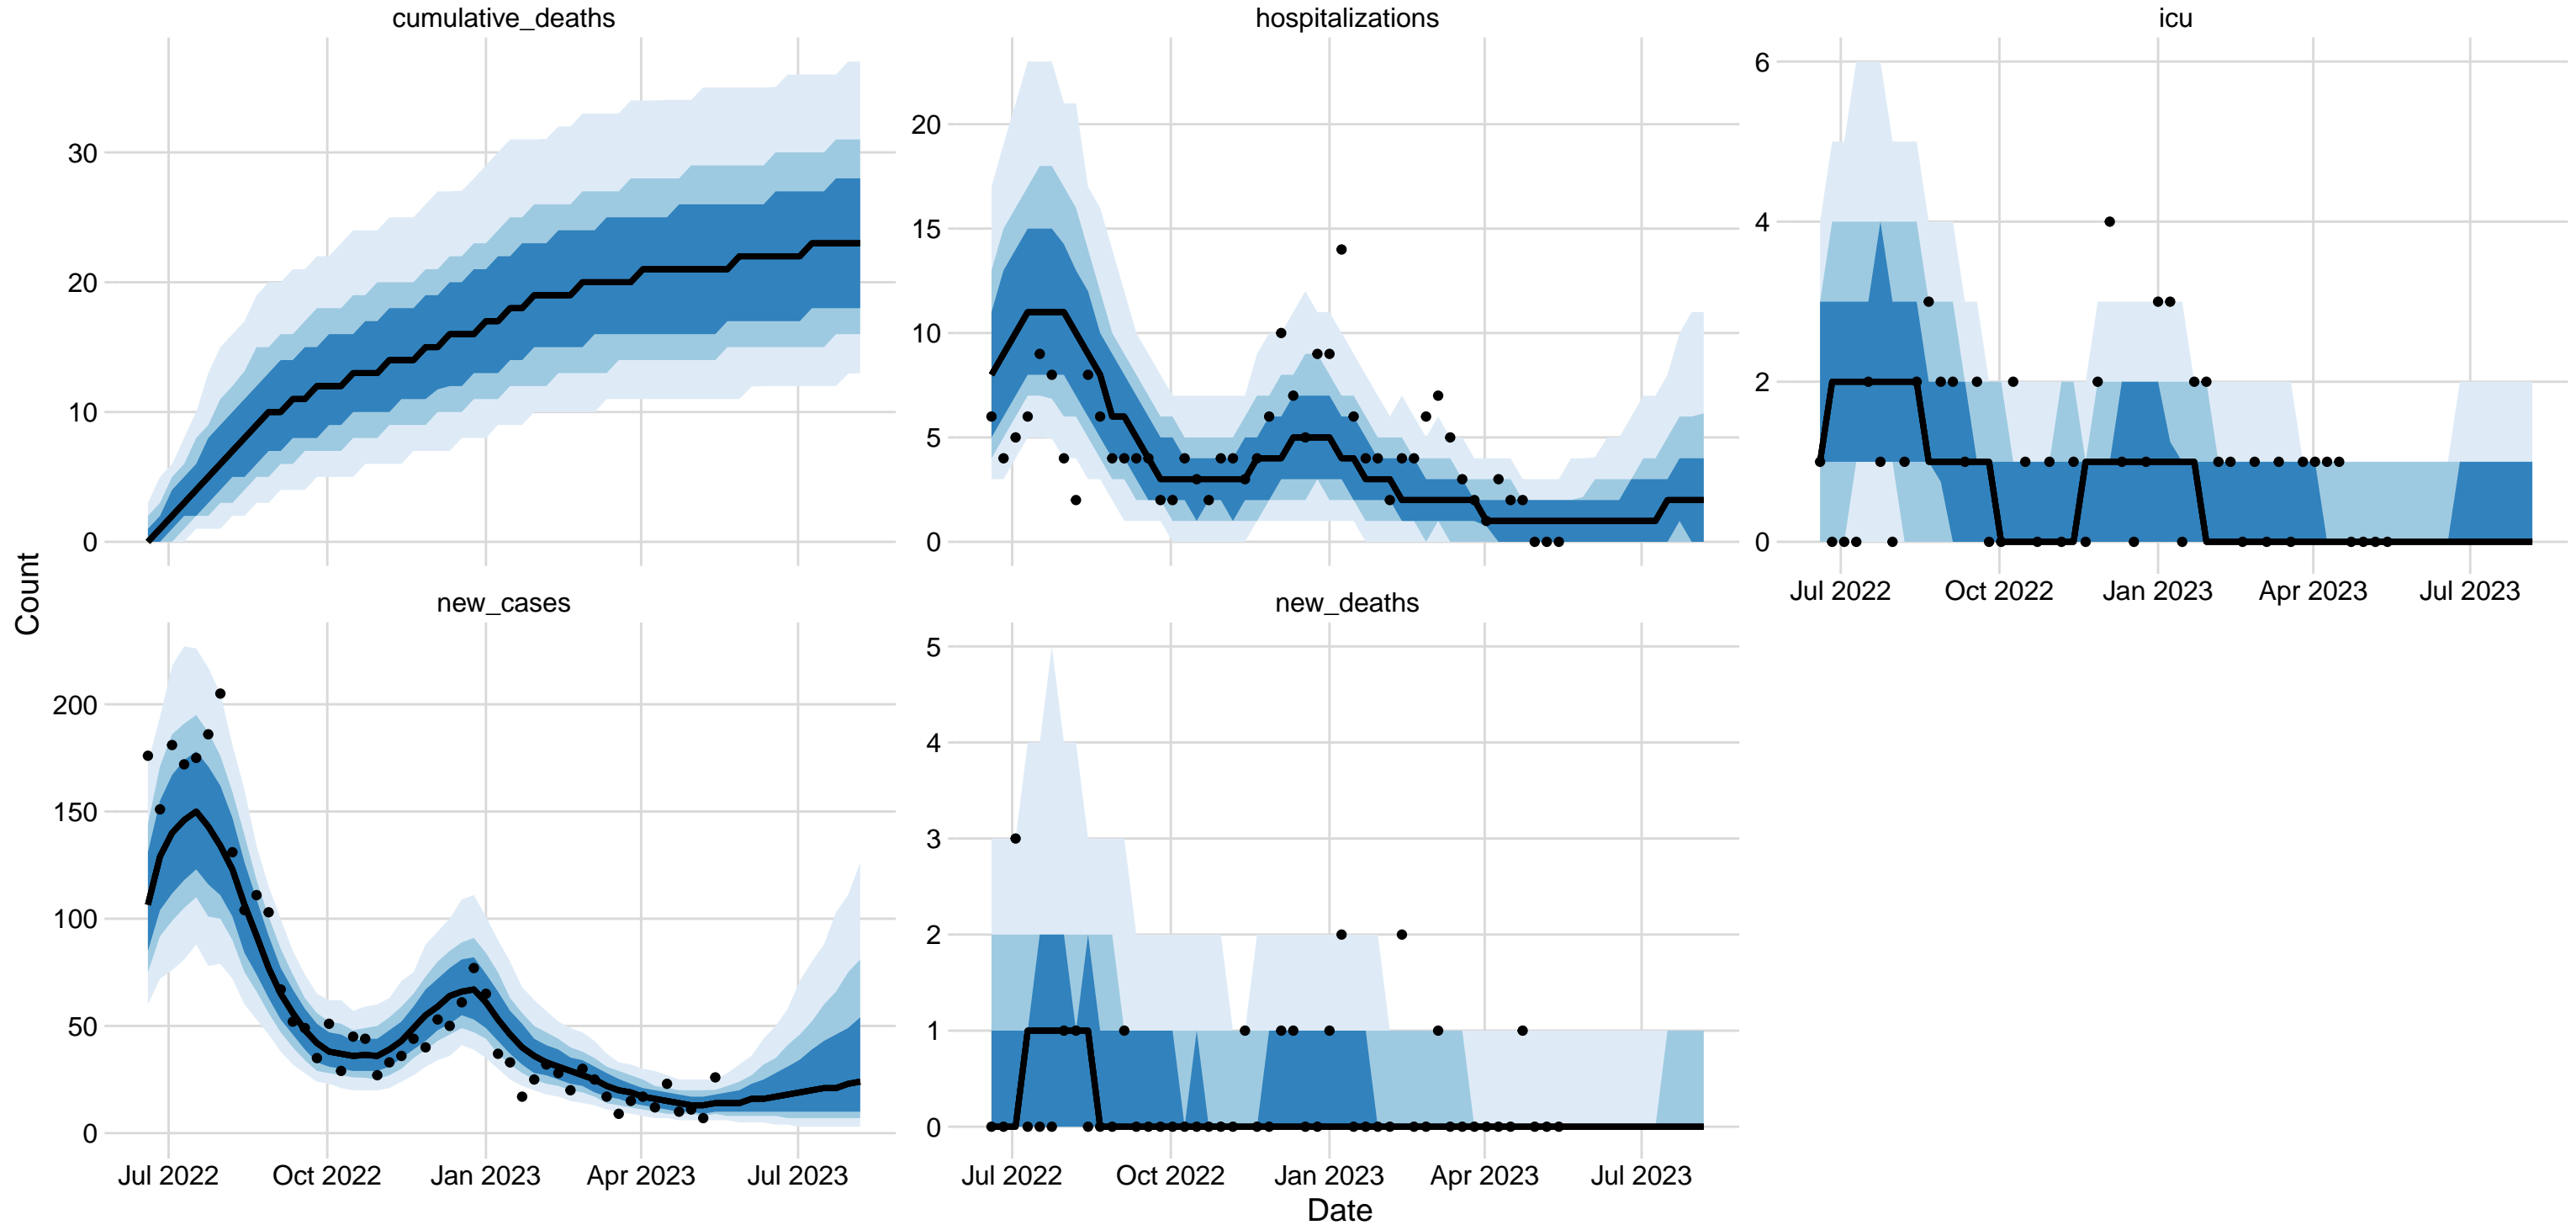 cumulative_deaths
hospitalizations
icu
30
20
10
0
20
15
10
5
0
6
4
2
0
Jul 2022
Oct 2022
Jan 2023
Apr 2023
Jul 2023
Count
new_cases
new_deaths
200
150
100
50
0
5
4
3
2
1
0
Jul 2022
Oct 2022
Jan 2023
Apr 2023
Jul 2023
Jul 2022
Oct 2022
Jan 2023
Apr 2023
Jul 2023
Date